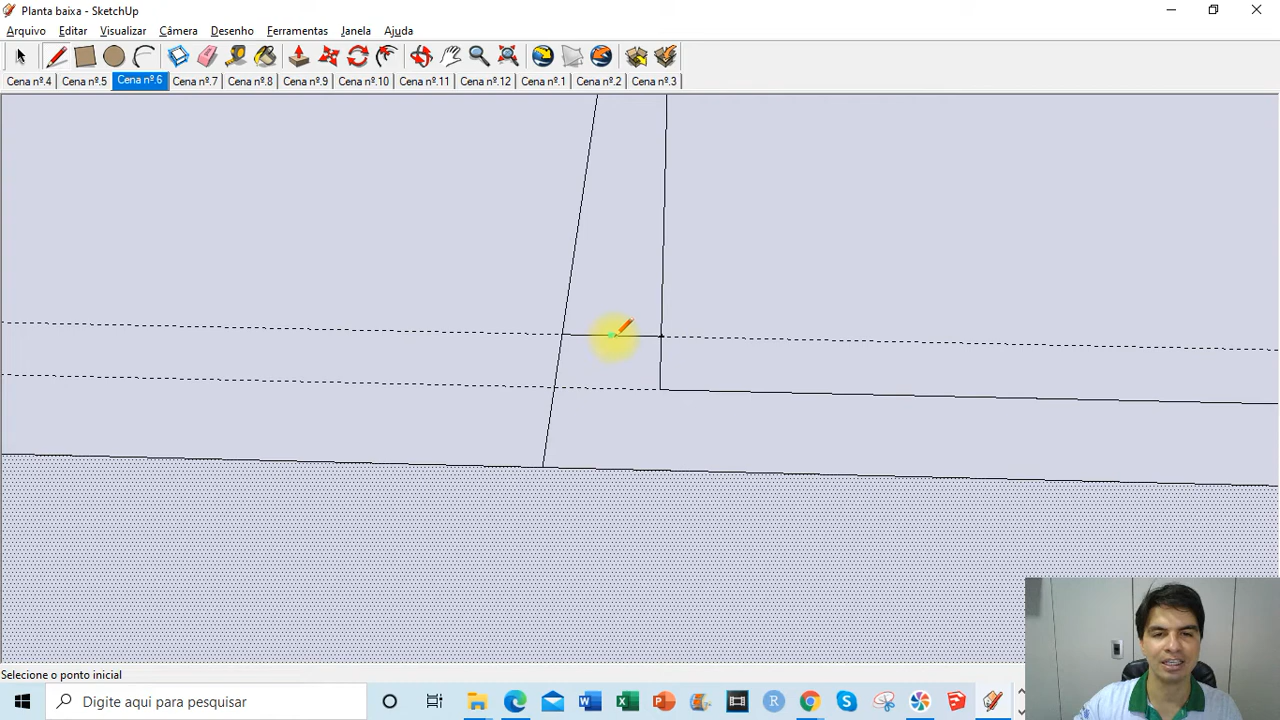 Planta baixa - SketchUp
Arquivo Editar Visualizar Câmera Desenho Ferramentas Janela Ajuda
Cena nº.4 Cena nº.5 Cena nº.6 Cena nº.7 Cena nº.8 Cena nº.9 Cena nº.10 Cena nº.11 Cena nº.12 Cena nº.1 Cena nº.2 Cena nº.3
Selecione o ponto inicial
Digite aqui para pesquisar